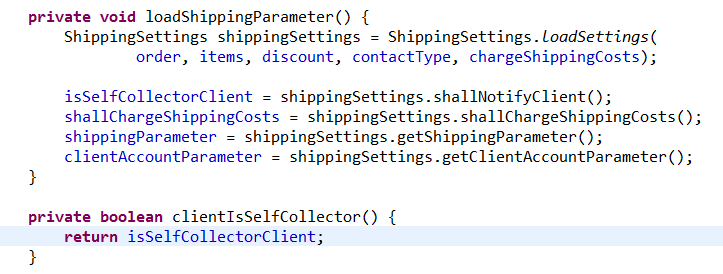 private void loadShippingParameter() {
ShippingSettings shippingSettings = ShippingSettings.loadSettings(
order, items, discount, contactType, chargeShippingCosts);
isSelfCollectorClient = shippingSettings.shallNotifyClient();
shallChargeShippingCosts = shippingSettings.shallChargeShippingCosts();
shippingParameter = shippingSettings.getShippingParameter();
clientAccountParameter = shippingSettings.getClientAccountParameter();
}
private boolean clientIsSelfCollector() {
return isSelfCollectorClient;
}